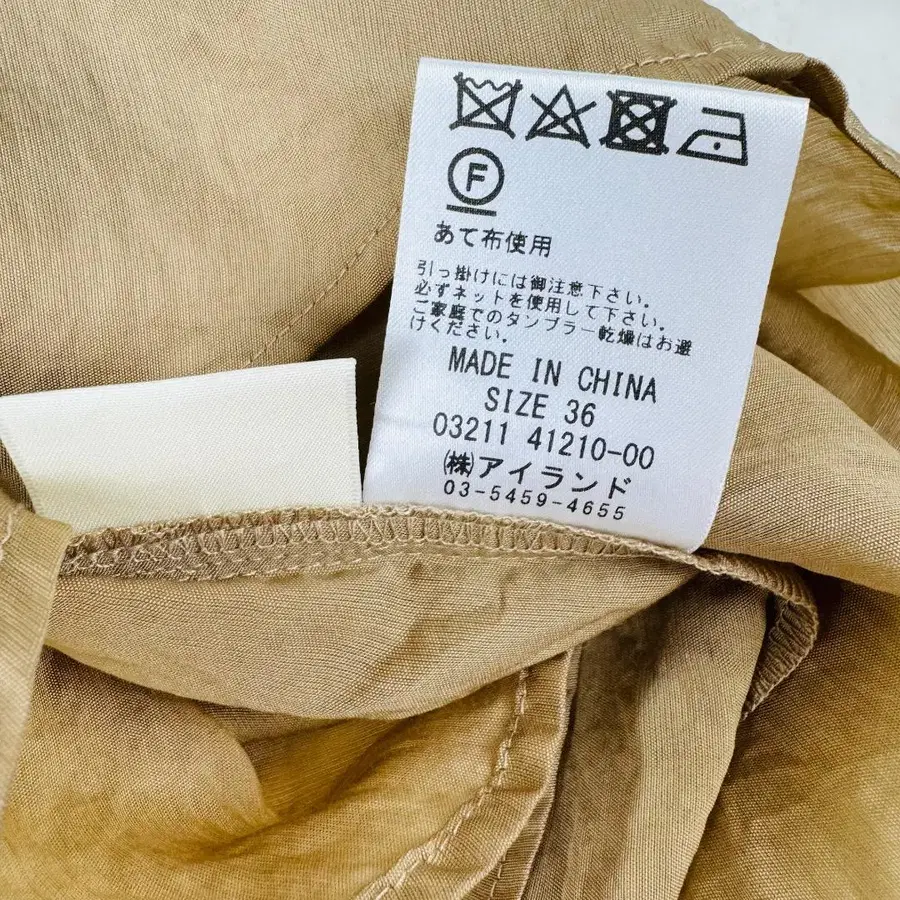 F
あて布使用
引っ掛けには御注意下さい。
必ずネットを使用して下さい。
ご家庭でのタンブラー乾燥はお避
けください。
MADE IN CHINA
SIZE 36
03211 41210-00
㈱アイランド
03-5459-4655